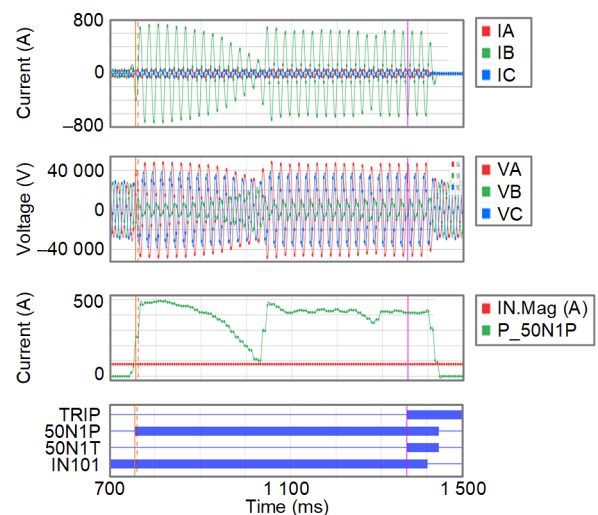 Current (A)
800
0
–800
IA
IB
IC
Voltage (V)
40 000
0
–40 000
VA
VB
VC
Current (A)
500
0
IN.Mag (A)
P_50N1P
TRIP
50N1P
50N1T
IN101
700
1 100
1 500
Time (ms)